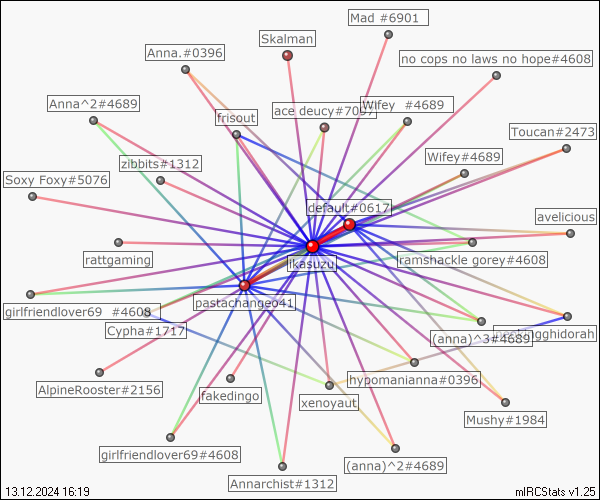 Mad #6901
Skalman
Anna.#0396
no cops no laws no hope#4608
Anna^2#4689
frisout
ace deucy#7097
Wifey #4689
Toucan#2473
zibbits#1312
Wifey#4689
Soxy Foxy#5076
default#0617
avelicious
rattgaming
ikasuzu
ramshackle gorey#4608
pastachange041
girlfriendlover69 #4608
Cypha#1717
(anna)^3#4689
hypomanianna#0396
AlpineRooster#2156
fakedingo
xenoyaut
Mushy#1984
girlfriendlover69#4608
(anna)^2#4689
Annarchist#1312
13.12.2024 16:19
mIRCStats v1.25